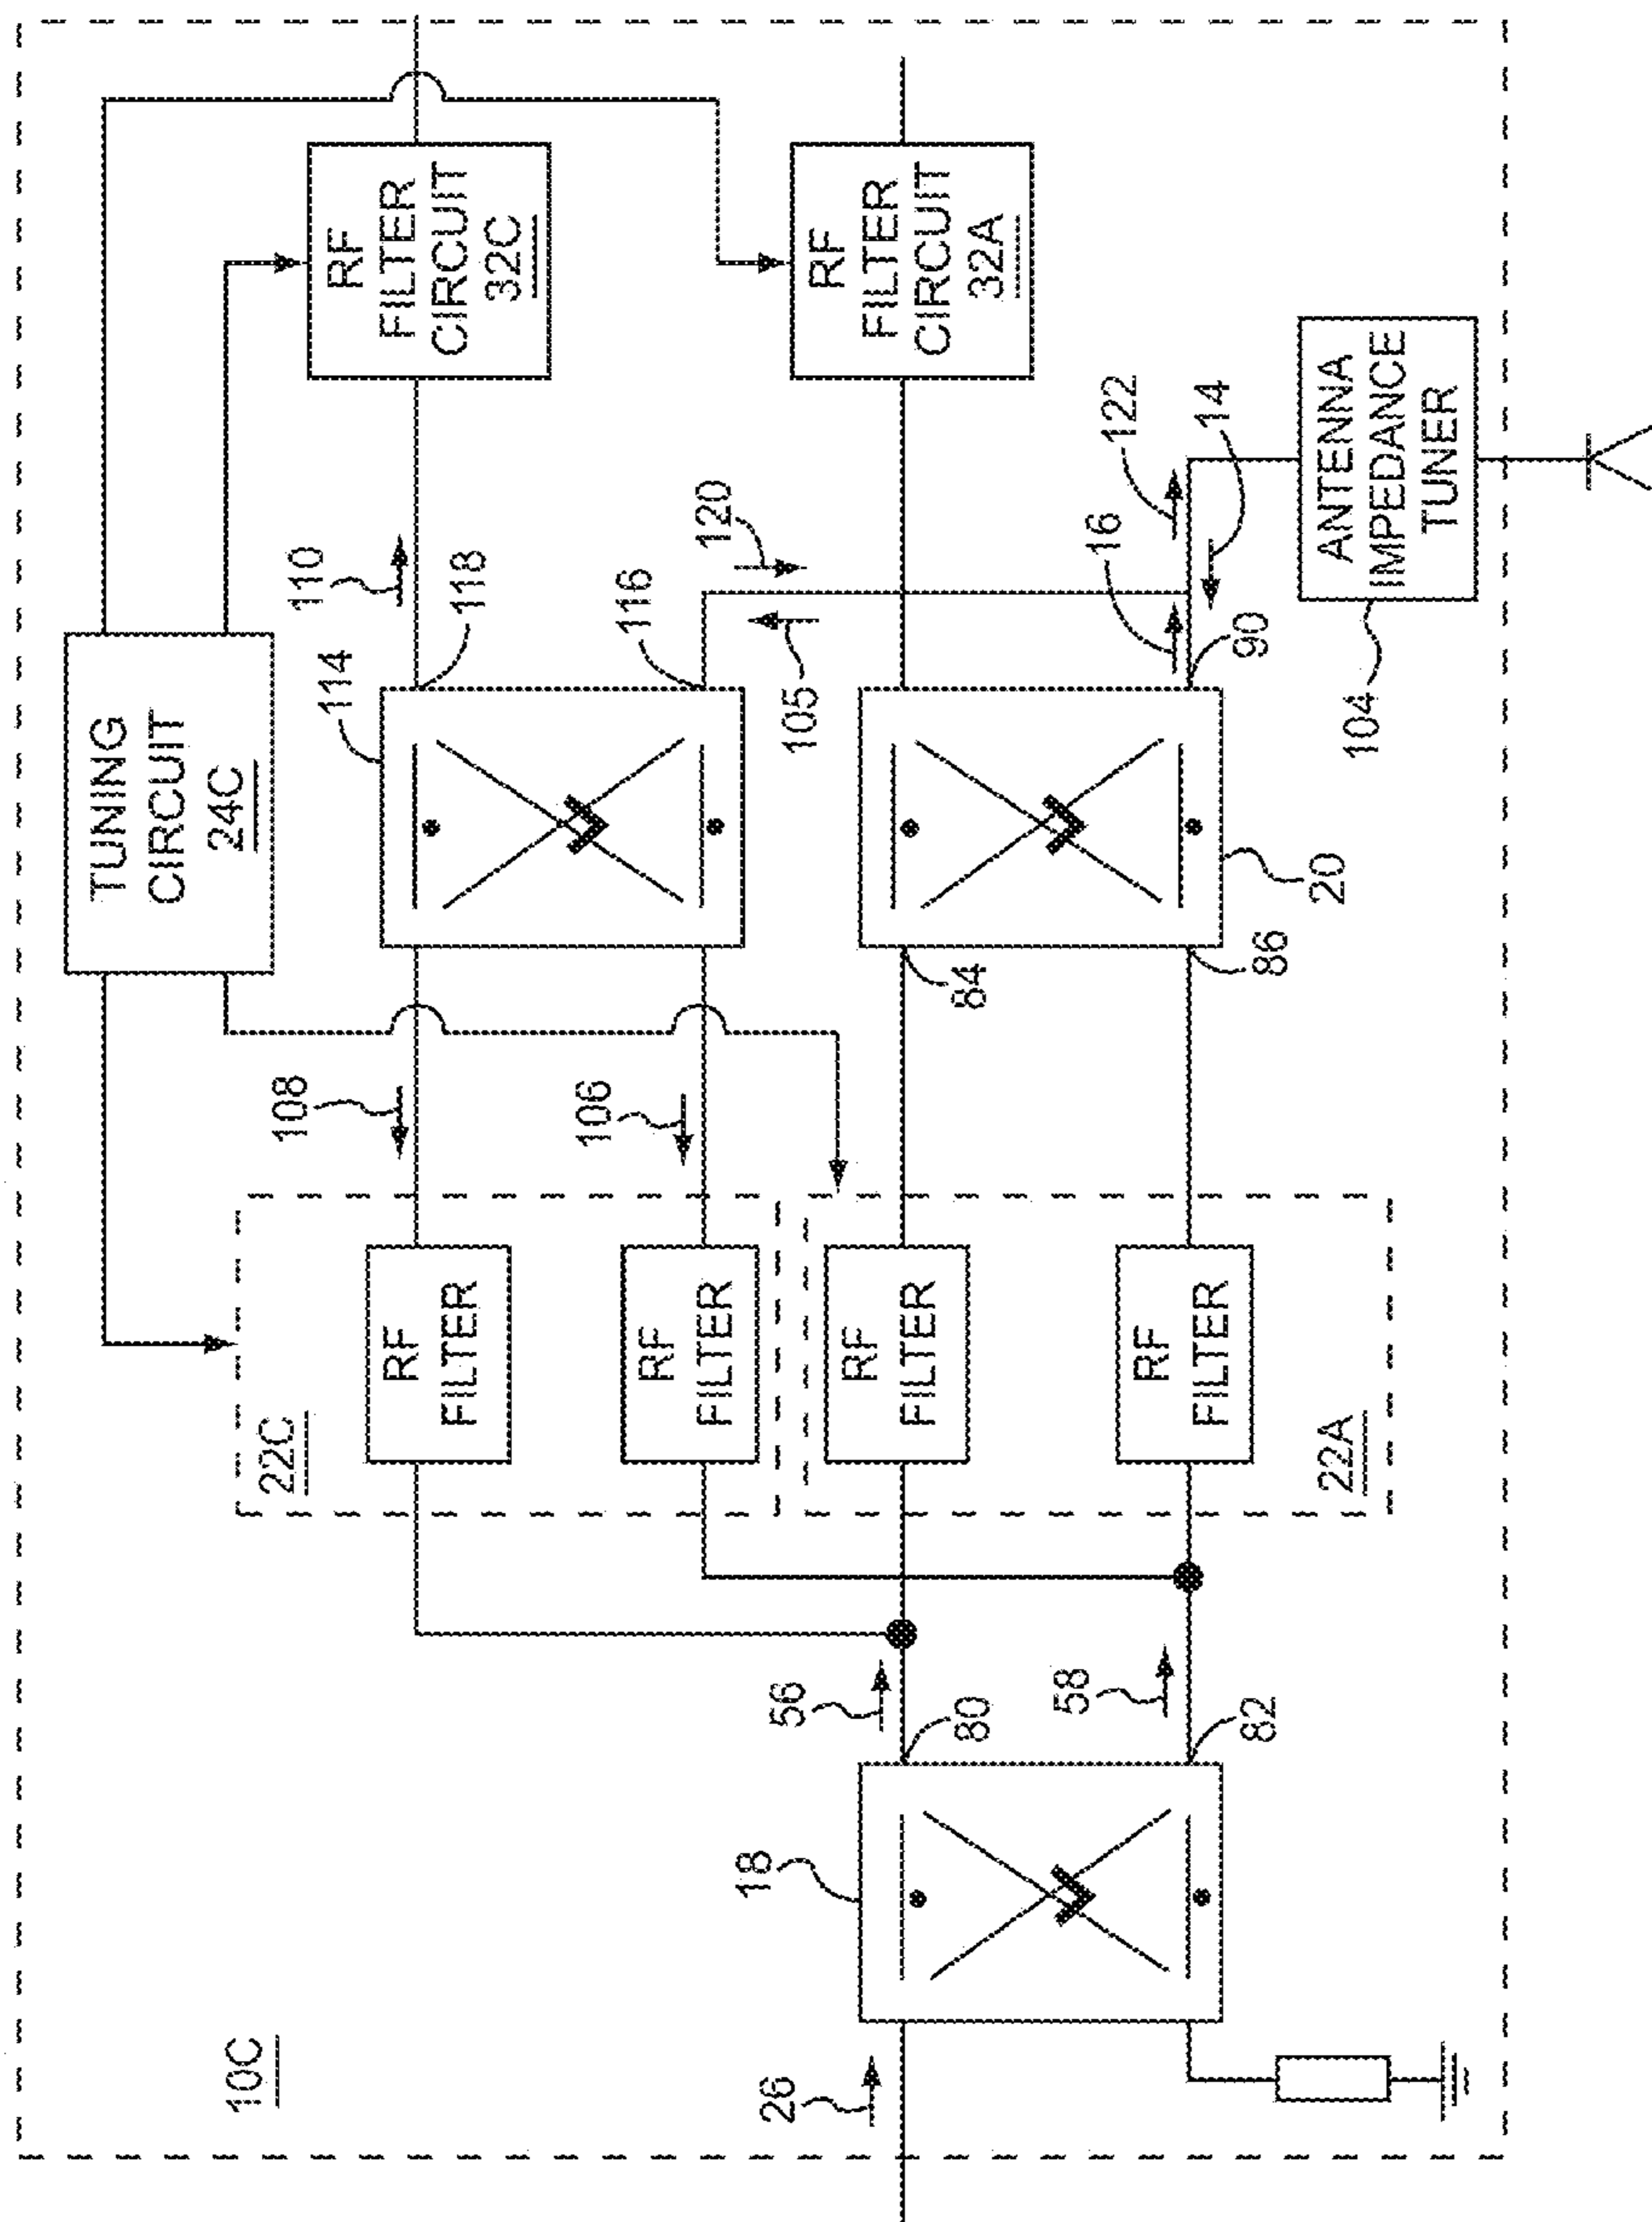 10C
26
18
80
82
56
58
22C
RF
FILTER
RF
FILTER
RF
FILTER
RF
FILTER
22A
108
106
84
86
20
TUNING
CIRCUIT
24C
114
118
116
110
120
105
16
90
122
14
104
ANTENNA
IMPEDANCE
TUNER
RF
FILTER
CIRCUIT
32C
RF
FILTER
CIRCUIT
32A